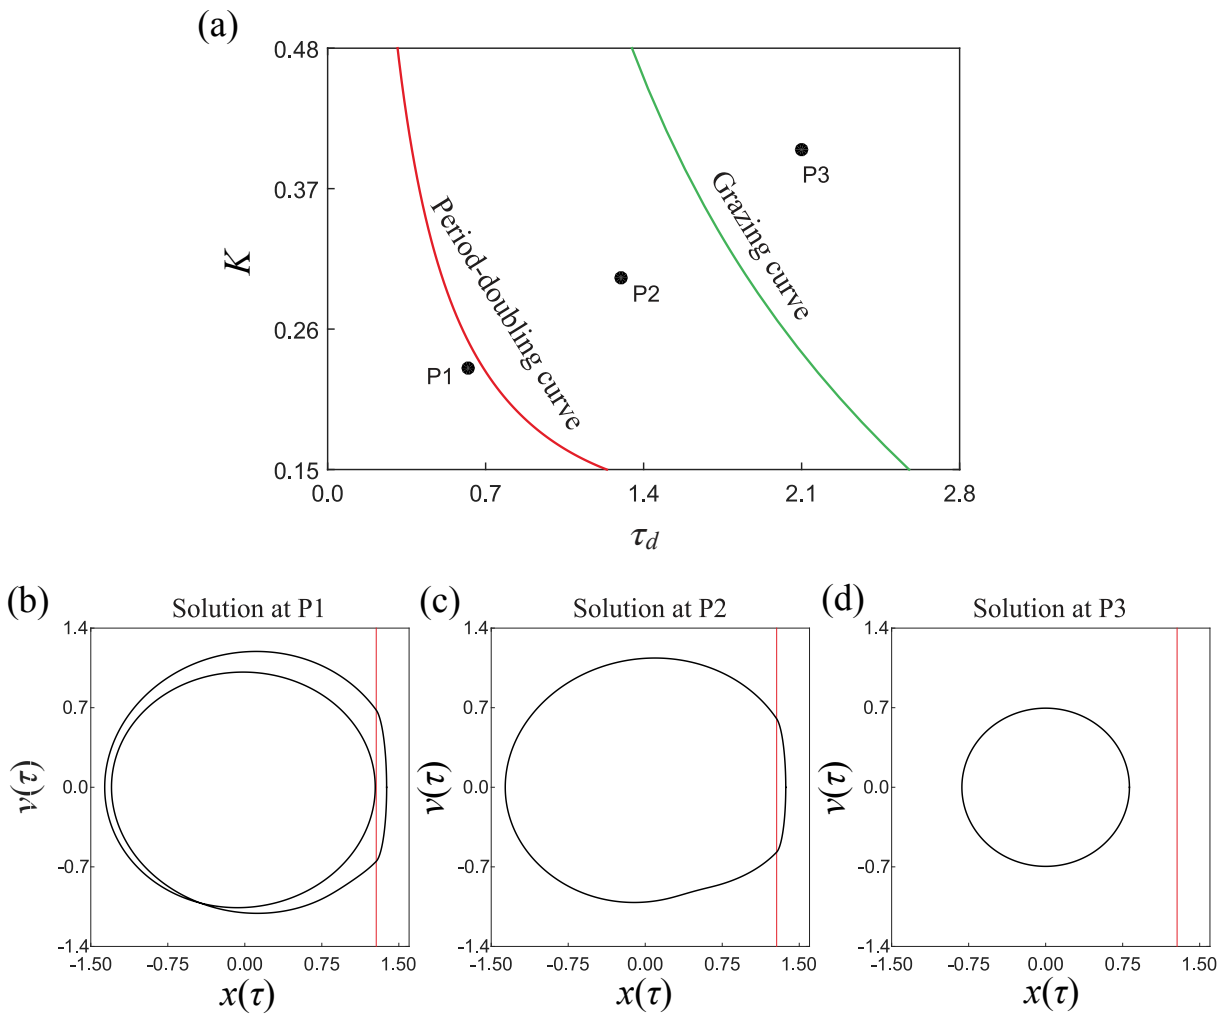 (a)
0.48
0.37
0.26
0.15
K
P1
P2
P3
Period-doubling curve
Grazing curve
0.0 0.7 1.4 2.1 2.8
τd
(b)
Solution at P1
1.4
0.7
0.0
-0.7
-1.4
v(τ)
-1.50 -0.75 0.00 0.75 1.50
x(τ)
(c)
Solution at P2
1.4
0.7
0.0
-0.7
-1.4
v(τ)
-1.50 -0.75 0.00 0.75 1.50
x(τ)
(d)
Solution at P3
1.4
0.7
0.0
-0.7
-1.4
v(τ)
-1.50 -0.75 0.00 0.75 1.50
x(τ)